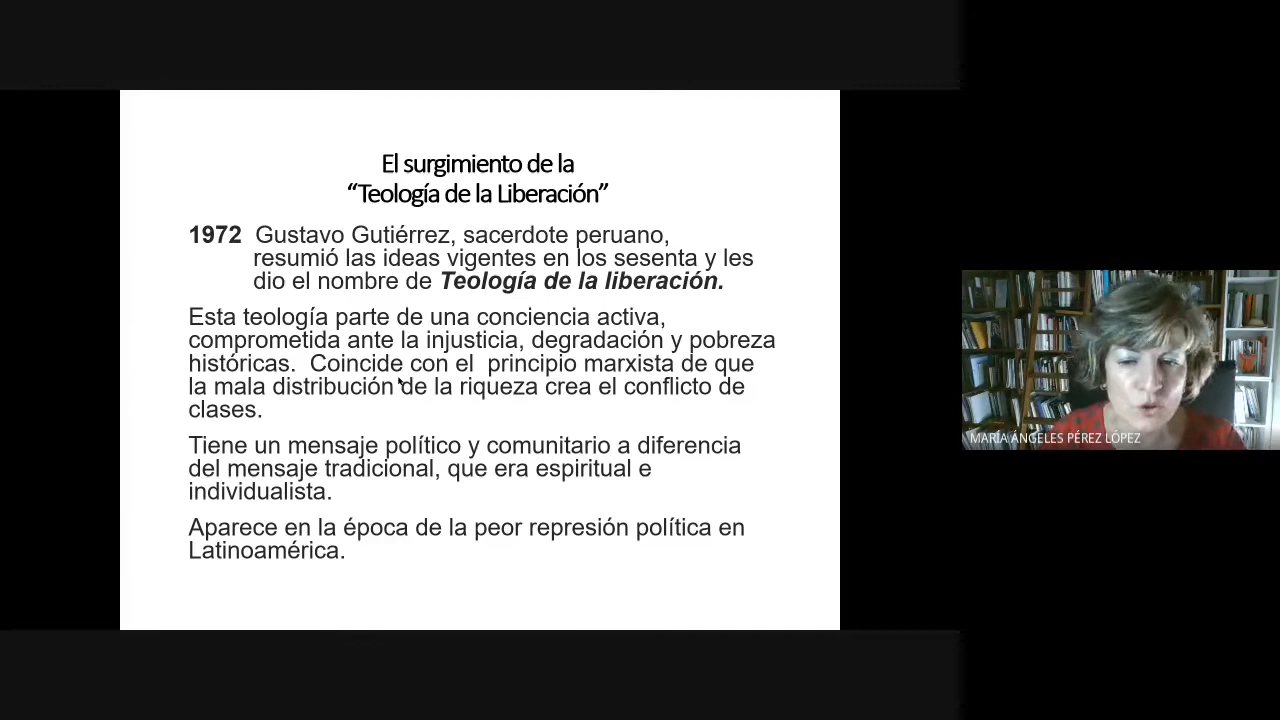 El surgimiento de la
“Teología de la Liberación”
1972 Gustavo Gutiérrez, sacerdote peruano,
resumió las ideas vigentes en los sesenta y les
dio el nombre de Teología de la liberación.
Esta teología parte de una conciencia activa,
comprometida ante la injusticia, degradación y pobreza
históricas. Coincide con el principio marxista de que
la mala distribución de la riqueza crea el conflicto de
clases.
Tiene un mensaje político y comunitario a diferencia
del mensaje tradicional, que era espiritual e
individualista.
Aparece en la época de la peor represión política en
Latinoamérica.
MARÍA ÁNGELES PÉREZ LÓPEZ